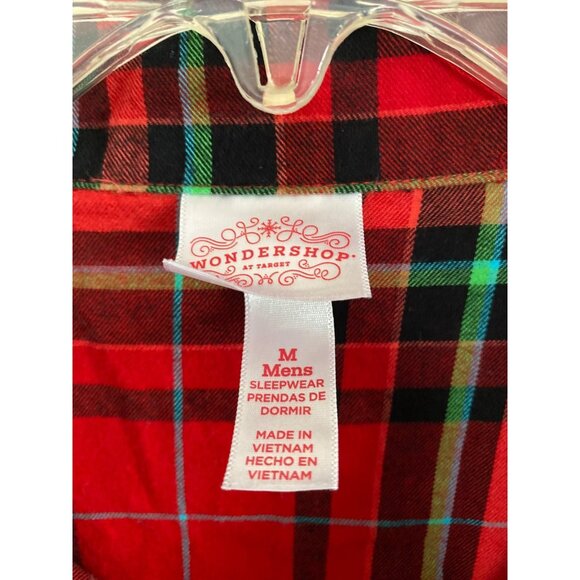 WONDERSHOP
AT TARGET
M
Mens
SLEEPWEAR
PRENDAS DE
DORMIR
MADE IN
VIETNAM
HECHO EN
VIETNAM